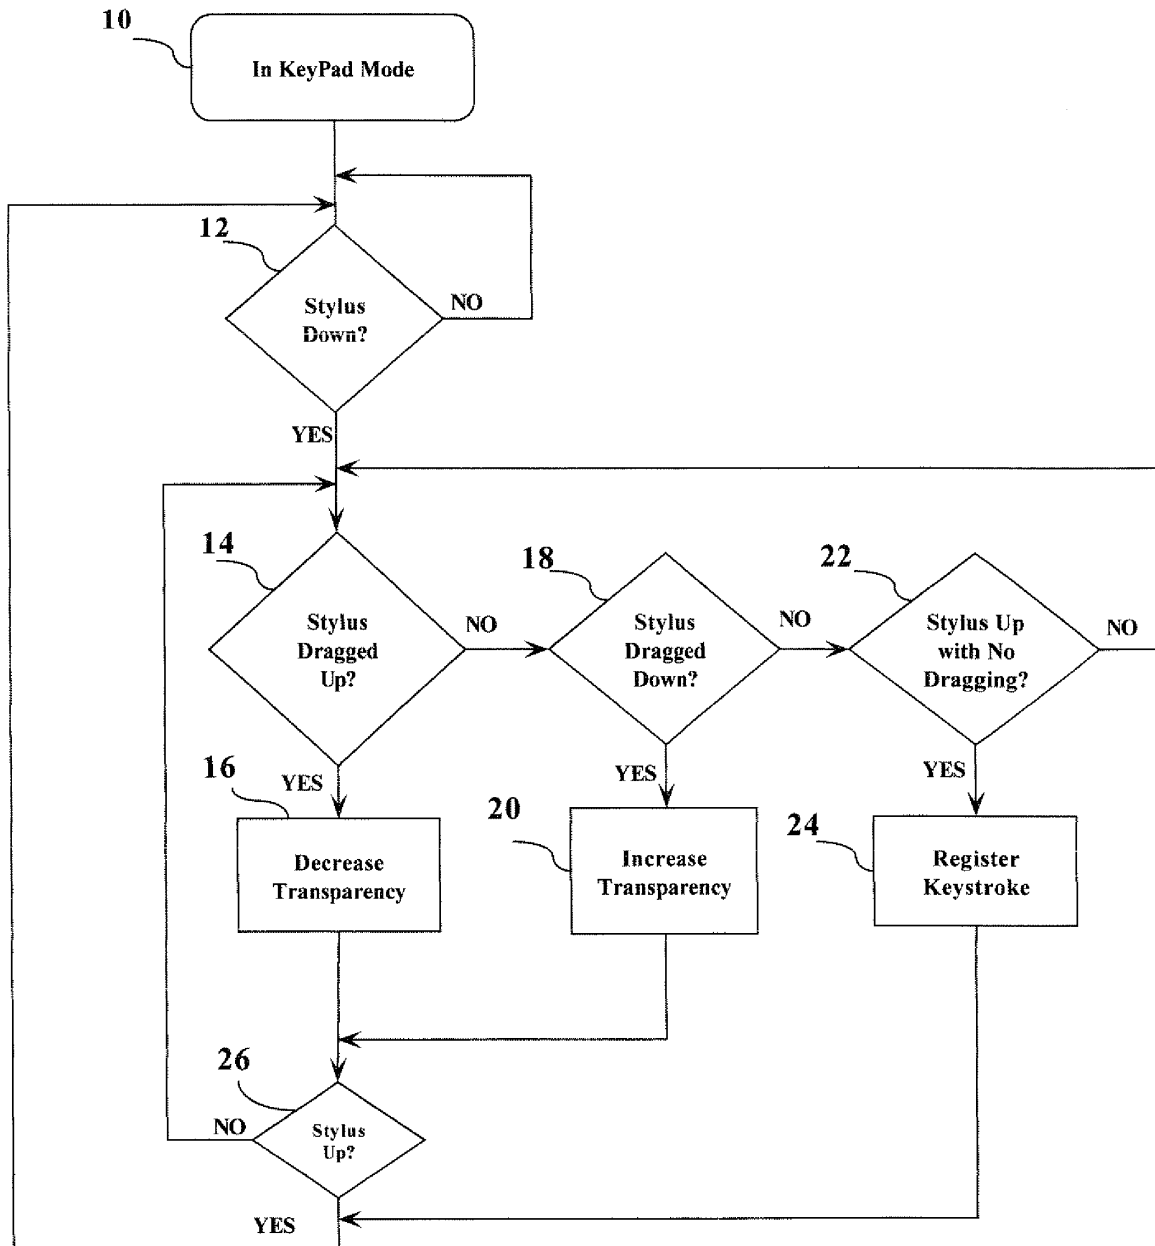 10
In KeyPad Mode
12
Stylus
Down?
NO
YES
14
Stylus
Dragged
Up?
NO
18
Stylus
Dragged
Down?
NO
22
Stylus Up
with No
Dragging?
NO
YES
YES
YES
16
Decrease
Transparency
20
Increase
Transparency
24
Register
Keystroke
26
Stylus
Up?
NO
YES